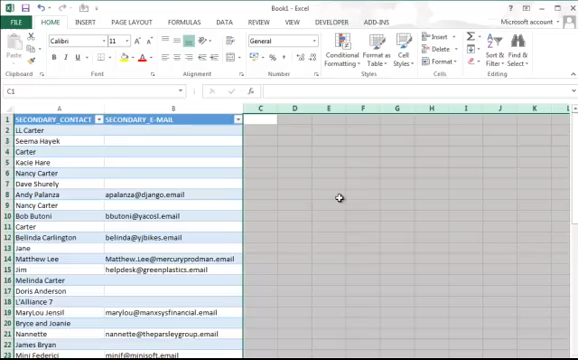 Book1 - Excel
FILE HOME INSERT PAGE LAYOUT FORMULAS DATA REVIEW VIEW DEVELOPER ADD-INS Microsoft account
Calibri 11 General Insert
Paste B I U Conditional Formatting Format as Table Cell Styles Delete Sort & Filter Find & Select
Format
Clipboard Font Alignment Number Styles Cells Editing
C1 fx
A B C D E F G H I J K L
1 SECONDARY_CONTACT SECONDARY_E-MAIL
2 LL Carter
3 Seema Hayek
4 Carter
5 Kacie Hare
6 Nancy Carter
7 Dave Shurely
8 Andy Palanza apalanza@django.email
9 Nancy Carter
10 Bob Butoni bbutoni@yacosl.email
11 Carter
12 Belinda Carlington belinda@yjbikes.email
13 Jane
14 Matthew Lee Matthew.Lee@mercuryprodman.email
15 Jim helpdesk@greenplastics.email
16 Melinda Carter
17 Doris Anderson
18 L'Alliance 7
19 MaryLou Jensil marylou@manxsysfinancial.email
20 Bryce and Joanie
21 Nannette nannette@theparsleygroup.email
22 James Bryan
23 Mini Federici minif@minisoft.email